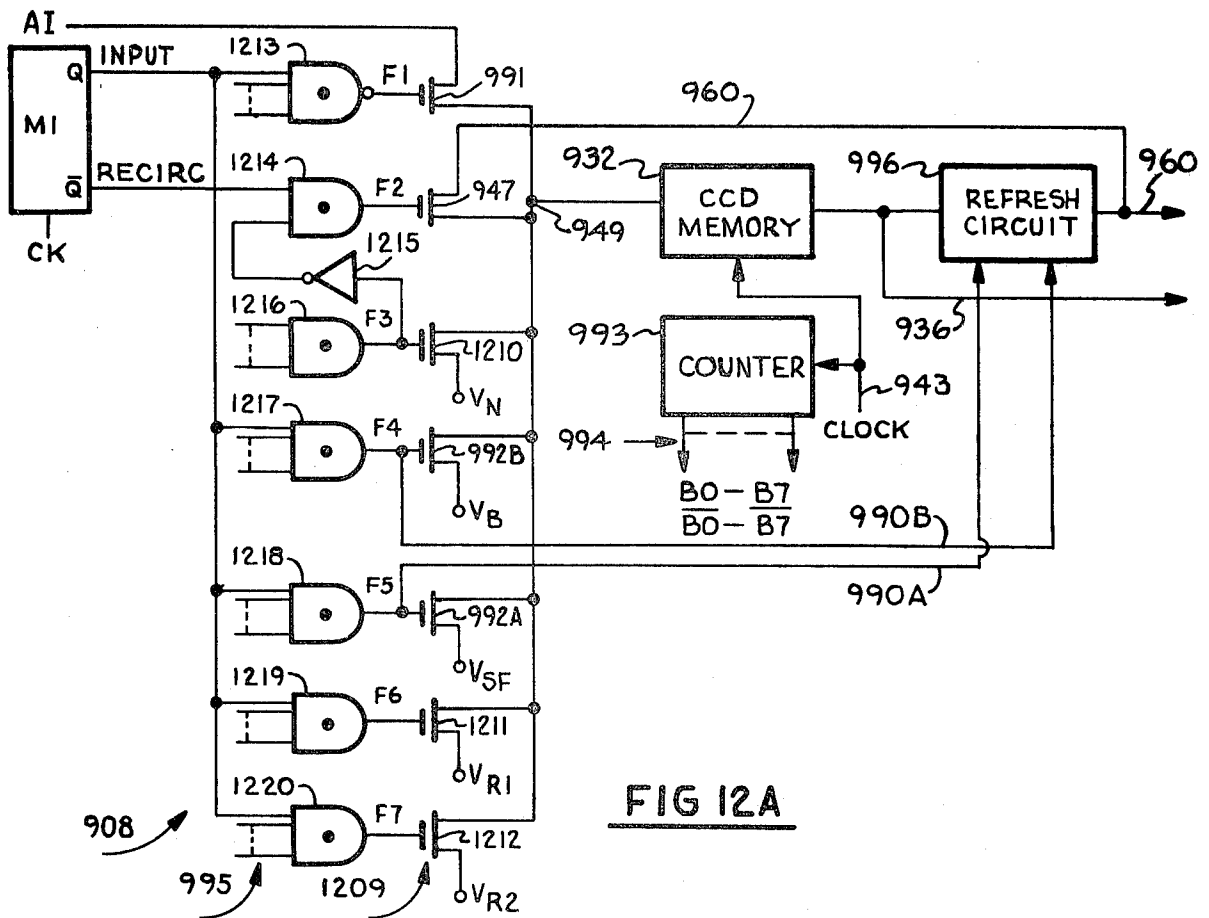 AI
1213
INPUT
Q
F1
991
960
MI
RECIRC
1214
932
996
960
Q̅
F2
947
CCD
MEMORY
REFRESH
CIRCUIT
949
CK
1215
1216
F3
993
936
1210
COUNTER
943
VN
1217
CLOCK
F4
994
992B
B0 – B7
VB
B̅0̅ – B̅7̅
990B
1218
F5
990A
992A
VSF
1219
F6
1211
VR1
1220
FIG 12A
F7
908
1212
995
1209
VR2